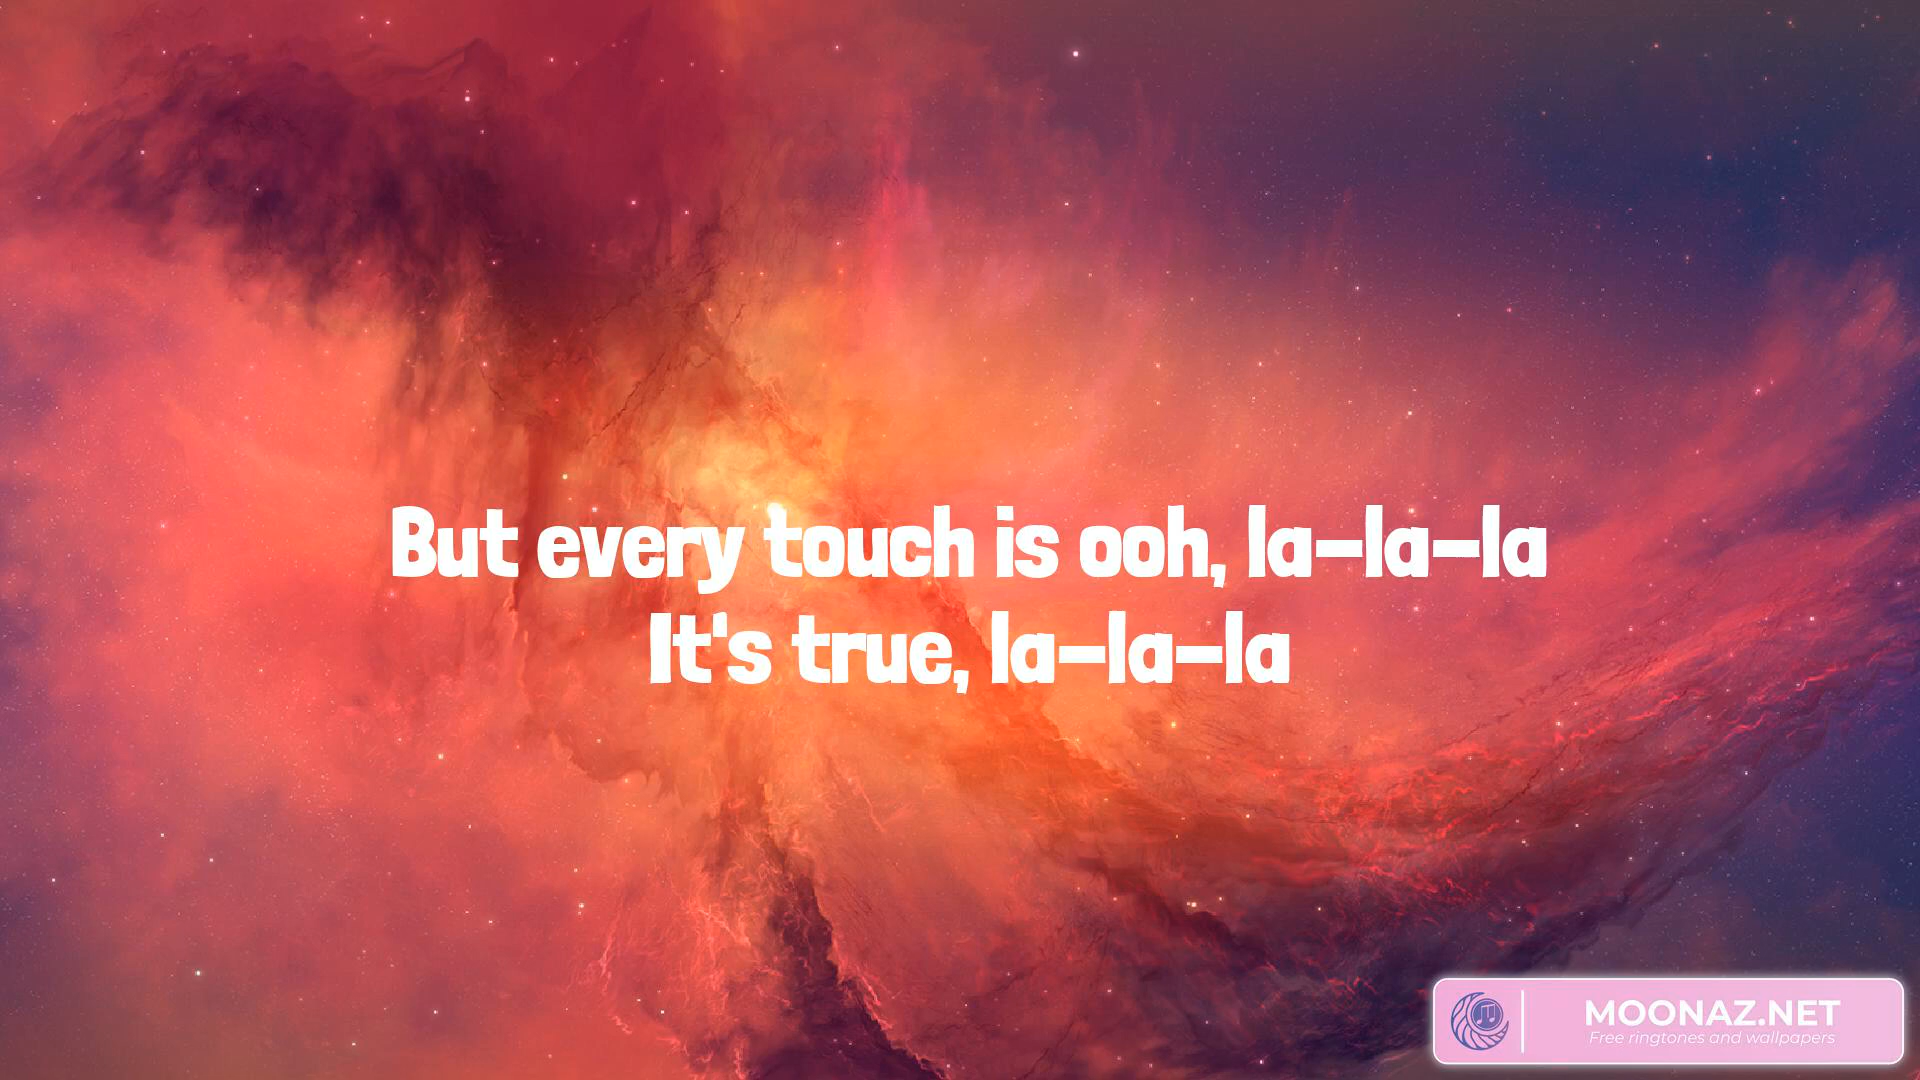 But every touch is ooh, la-la-la
It's true, la-la-la
MOONAZ.NET
Free ringtones and wallpapers